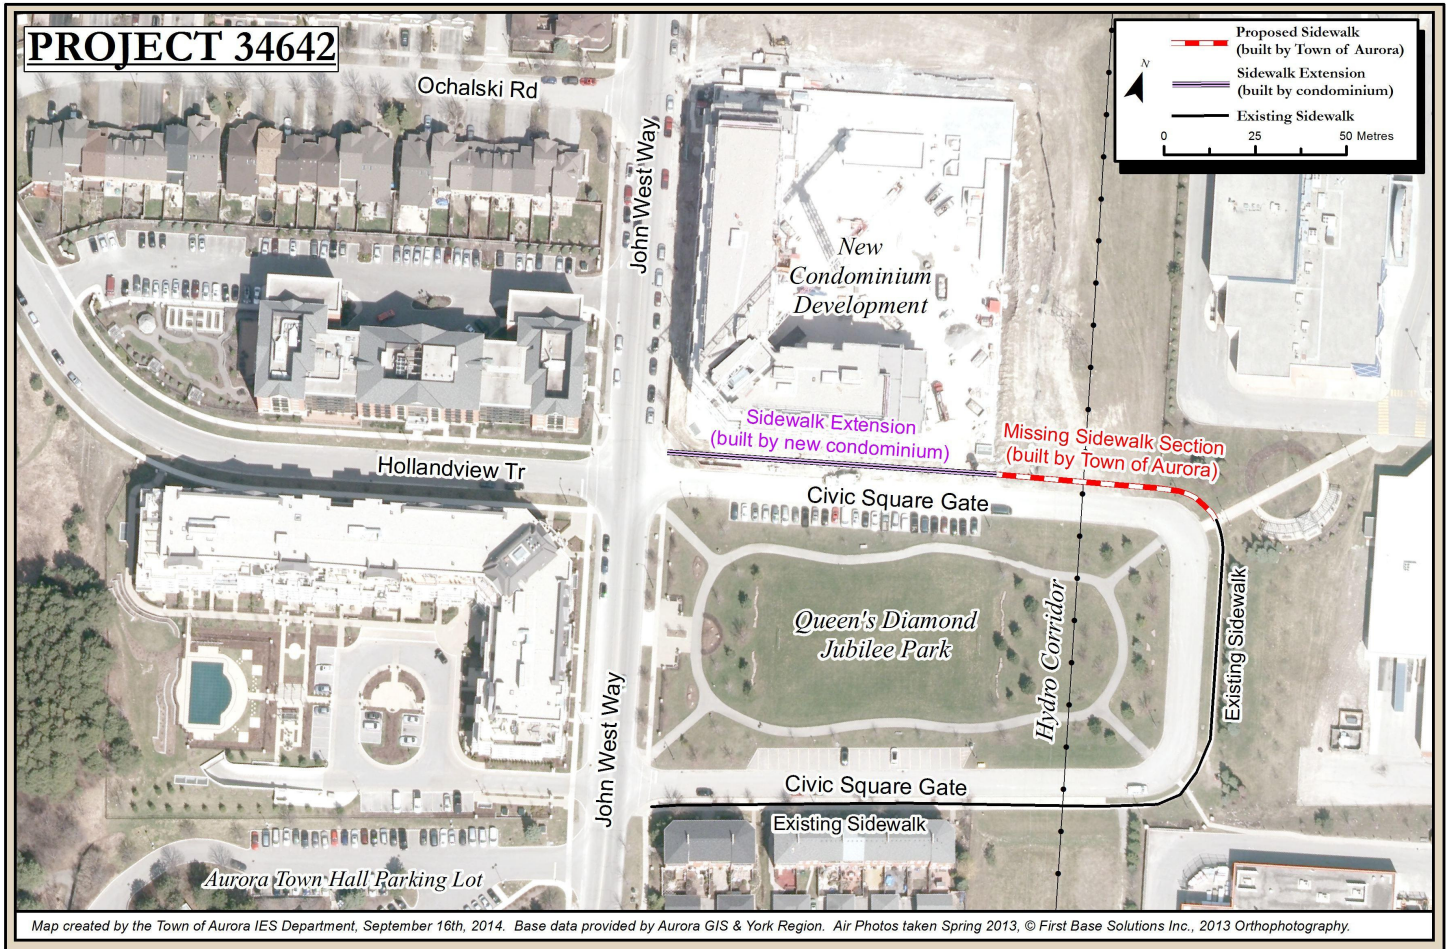 PROJECT 34642
Proposed Sidewalk
(built by Town of Aurora)
Sidewalk Extension
(built by condominium)
Existing Sidewalk
N
0 25 50 Metres
Ochalski Rd
John West Way
New
Condominium
Development
Sidewalk Extension
(built by new condominium)
Missing Sidewalk Section
(built by Town of Aurora)
Hollandview Tr
Civic Square Gate
Queen's Diamond
Jubilee Park
Hydro Corridor
Existing Sidewalk
John West Way
Civic Square Gate
Existing Sidewalk
Aurora Town Hall Parking Lot
Map created by the Town of Aurora IES Department, September 16th, 2014. Base data provided by Aurora GIS & York Region. Air Photos taken Spring 2013, © First Base Solutions Inc., 2013 Orthophotography.